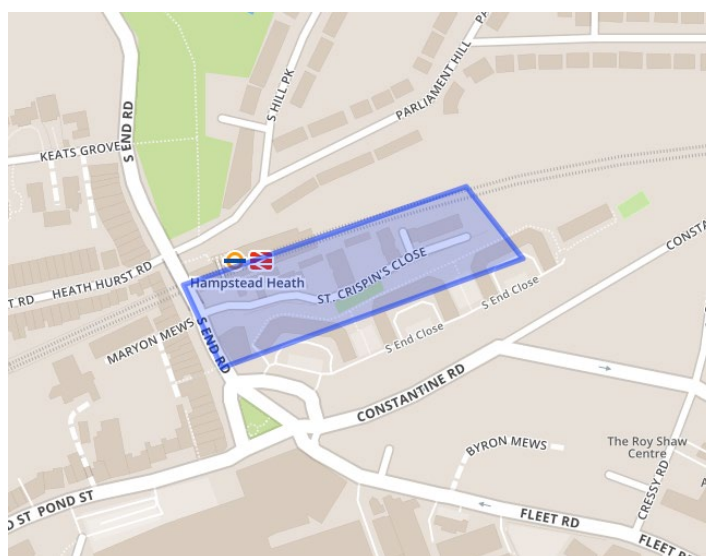 S HILL PK
PARLIAMENT HILL
S END RD
KEATS GROVE
HEATH HURST RD
T RD
Hampstead Heath
ST. CRISPIN'S CLOSE
MARYON MEWS
S END RD
S End Close
S End Close
CONSTA
CONSTANTINE RD
BYRON MEWS
The Roy Shaw
Centre
CRESSY RD
A
D ST
POND ST
FLEET RD
FLEET RD